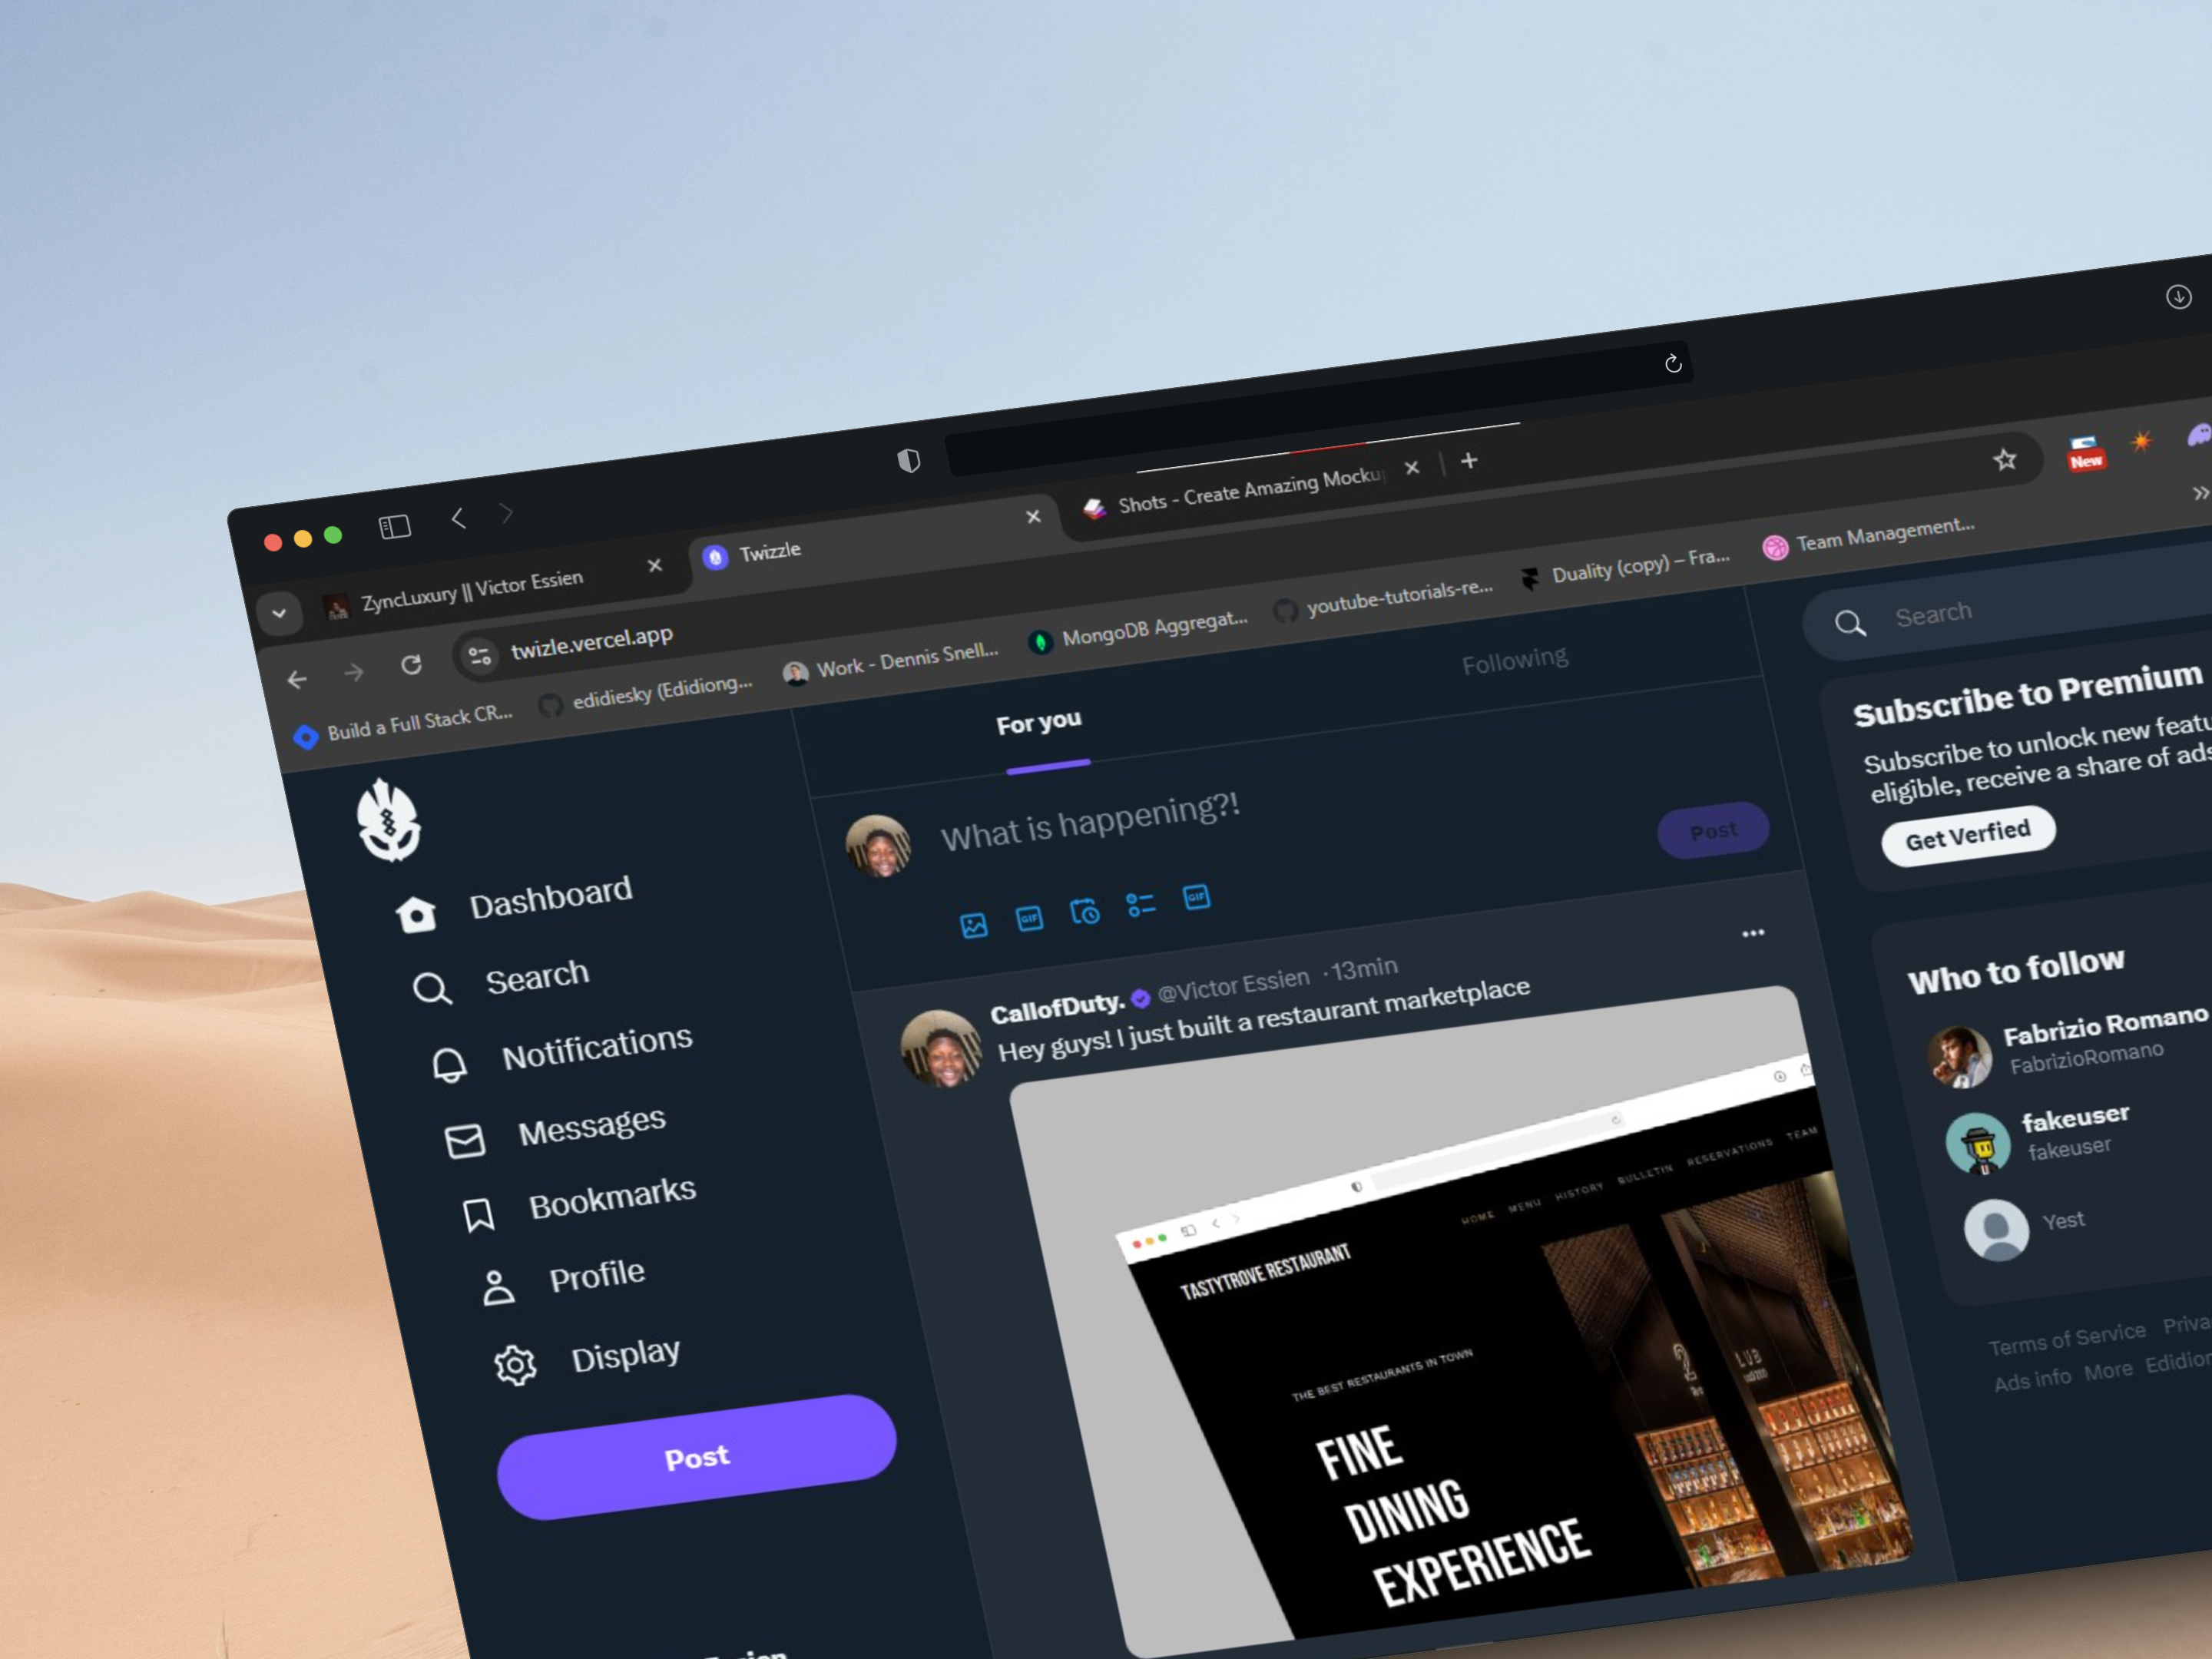 ZyncLuxury || Victor Essien
Twizzle
Shots - Create Amazing Mocku
twizle.vercel.app
New
Build a Full Stack CR...
edidiesky (Edidiong...
Work - Dennis Snell...
MongoDB Aggregat...
youtube-tutorials-re...
Duality (copy) – Fra...
Team Management...
Dashboard
Search
Notifications
Messages
Bookmarks
Profile
Display
Post
For you
Following
What is happening?!
Post
GIF
GIF
CallofDuty. @Victor Essien · 13min
Hey guys! I just built a restaurant marketplace
TASTYTROVE RESTAURANT
HOME MENU HISTORY BULLETIN RESERVATIONS TEAM
THE BEST RESTAURANTS IN TOWN
FINE
DINING
EXPERIENCE
Search
Subscribe to Premium
Subscribe to unlock new featu
eligible, receive a share of ads
Get Verfied
Who to follow
Fabrizio Romano
FabrizioRomano
fakeuser
fakeuser
Yest
Terms of Service Priva
Ads info More Edidion